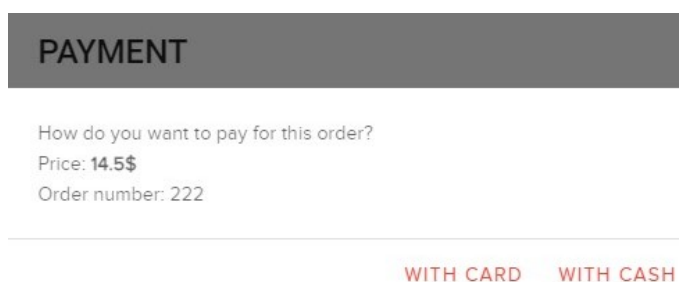 PAYMENT
How do you want to pay for this order?
Price: 14.5$
Order number: 222
WITH CARD WITH CASH